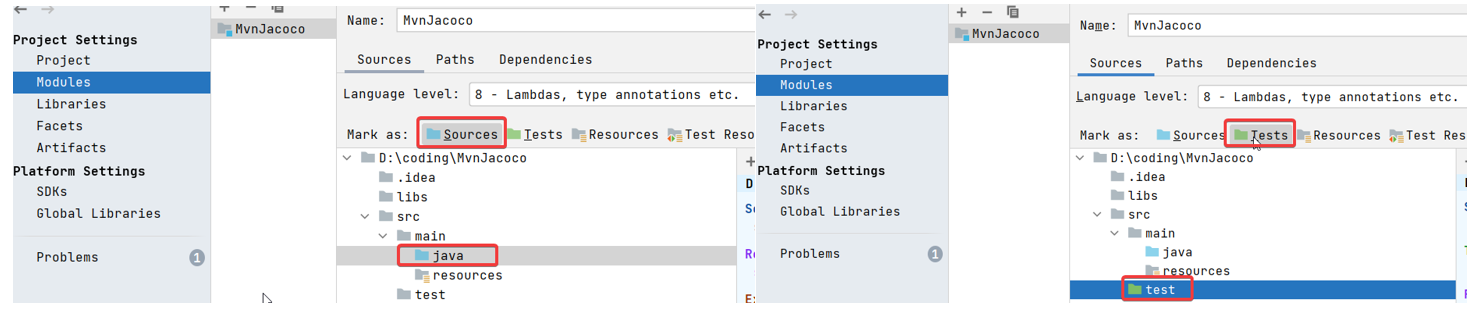 Project Settings
Project
Modules
Libraries
Facets
Artifacts
Platform Settings
SDKs
Global Libraries
Problems 1
MvnJacoco
Name: MvnJacoco
Sources Paths Dependencies
Language level: 8 - Lambdas, type annotations etc.
Mark as: Sources Tests Resources Test Reso
D:\coding\MvnJacoco
.idea
libs
src
main
java
resources
test
Project Settings
Project
Modules
Libraries
Facets
Artifacts
Platform Settings
SDKs
Global Libraries
Problems 1
MvnJacoco
Name: MvnJacoco
Sources Paths Dependencies
Language level: 8 - Lambdas, type annotations etc.
Mark as: Sources Tests Resources Test Res
D:\coding\MvnJacoco
.idea
libs
src
main
java
resources
test